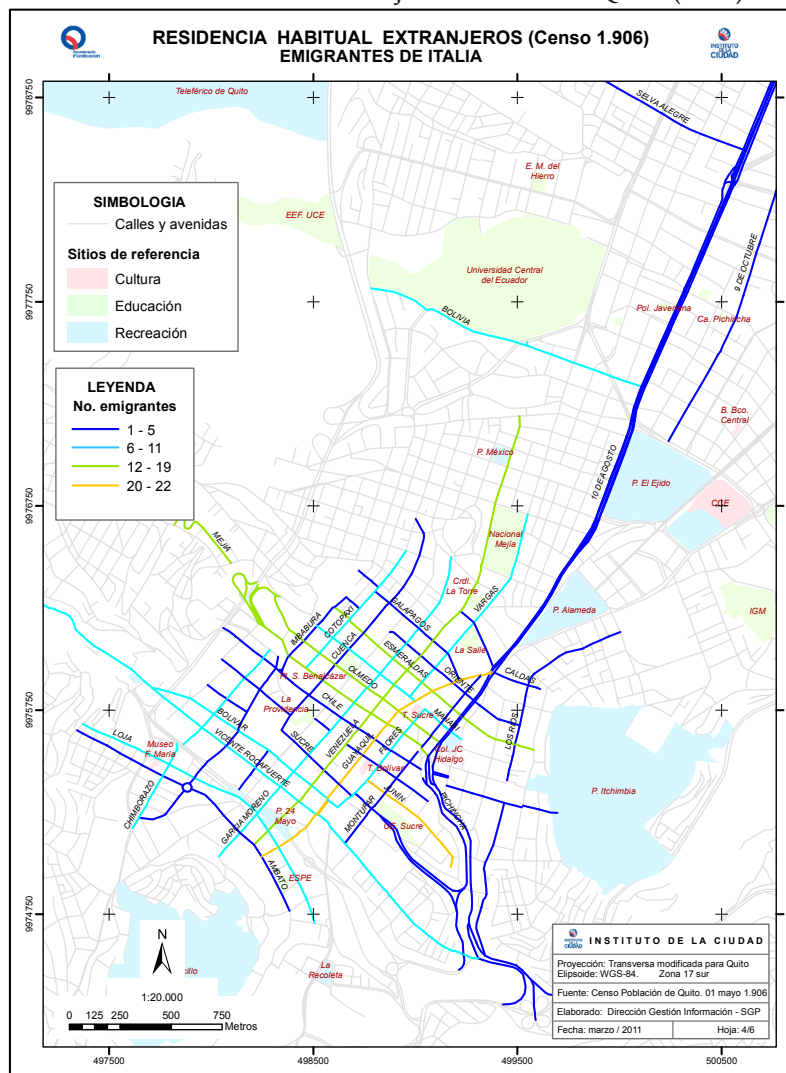 RESIDENCIA HABITUAL EXTRANJEROS (Censo 1.906)
EMIGRANTES DE ITALIA
INSTITUTO
DE LA
CIUDAD
9978750
9977750
9976750
9975750
9974750
Teleférico de Quito
SELVA ALEGRE
E. M. del
Hierro
SIMBOLOGIA
Calles y avenidas
Sitios de referencia
Cultura
Educación
Recreación
EEF. UCE
Universidad Central
del Ecuador
9 DE OCTUBRE
BOLIVIA
Pol. Javeriana
Ca. Pichincha
LEYENDA
No. emigrantes
1 - 5
6 - 11
12 - 19
20 - 22
B. Bco.
Central
P. México
10 DE AGOSTO
P. El Ejido
CCE
Nacional
Mejía
MEJIA
Crdl.
La Torre
VARGAS
GALAPAGOS
P. Alameda
IGM
IMBABURA
COTOPAXI
CUENCA
ESMERALDAS
La Salle
ORIENTE
CALDAS
S. Benalcázar
OLMEDO
La
Providencia
CHILE
T. Sucre
MANABI
LOS RIOS
BOLIVAR
SUCRE
VENEZUELA
GUAYAQUIL
FLORES
Col. JC
Hidalgo
LOJA
Museo
F. María
VICENTE ROCAFUERTE
T. Bolívar
JUNIN
PICHINCHA
P. Itchimbia
CHIMBORAZO
GARCIA MORENO
P. 24
Mayo
MONTUFAR
Sucre
AMBATO
ESPE
La
Recoleta
N
1:20.000
0 125 250 500 750
Metros
INSTITUTO DE LA CIUDAD
Proyección: Transversa modificada para Quito
Elipsoide: WGS-84. Zona 17 sur
Fuente: Censo Población de Quito. 01 mayo 1.906
Elaborado: Dirección Gestión Información - SGP
Fecha: marzo / 2011 Hoja: 4/6
497500 498500 499500 500500